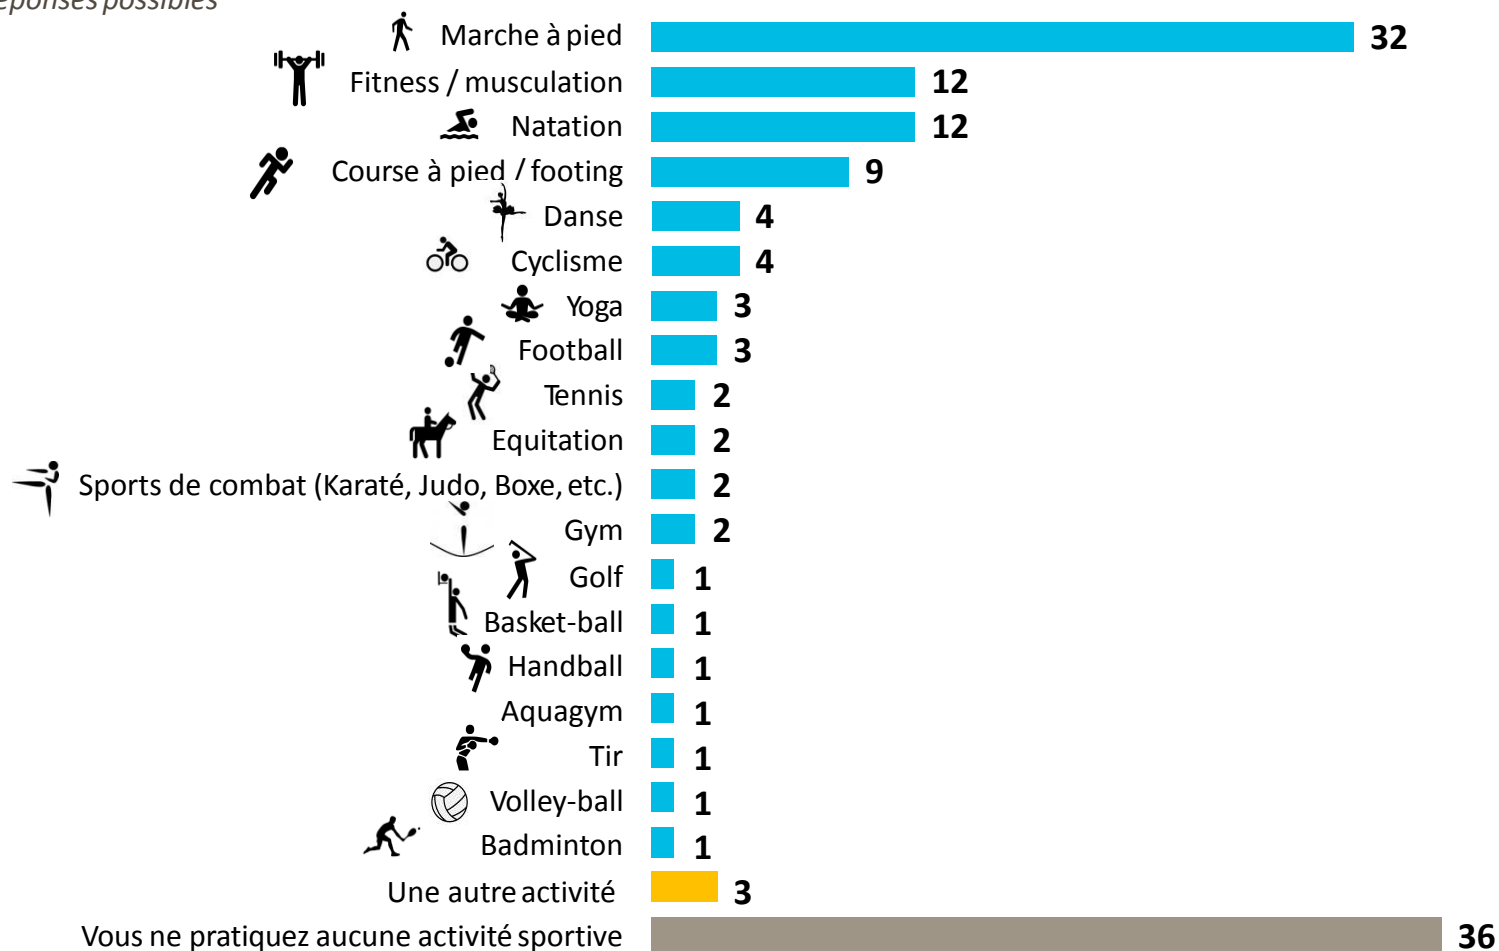 réponses possibles
Marche à pied 32
Fitness / musculation 12
Natation 12
Course à pied / footing 9
Danse 4
Cyclisme 4
Yoga 3
Football 3
Tennis 2
Equitation 2
Sports de combat (Karaté, Judo, Boxe, etc.) 2
Gym 2
Golf 1
Basket-ball 1
Handball 1
Aquagym 1
Tir 1
Volley-ball 1
Badminton 1
Une autre activité 3
Vous ne pratiquez aucune activité sportive 36